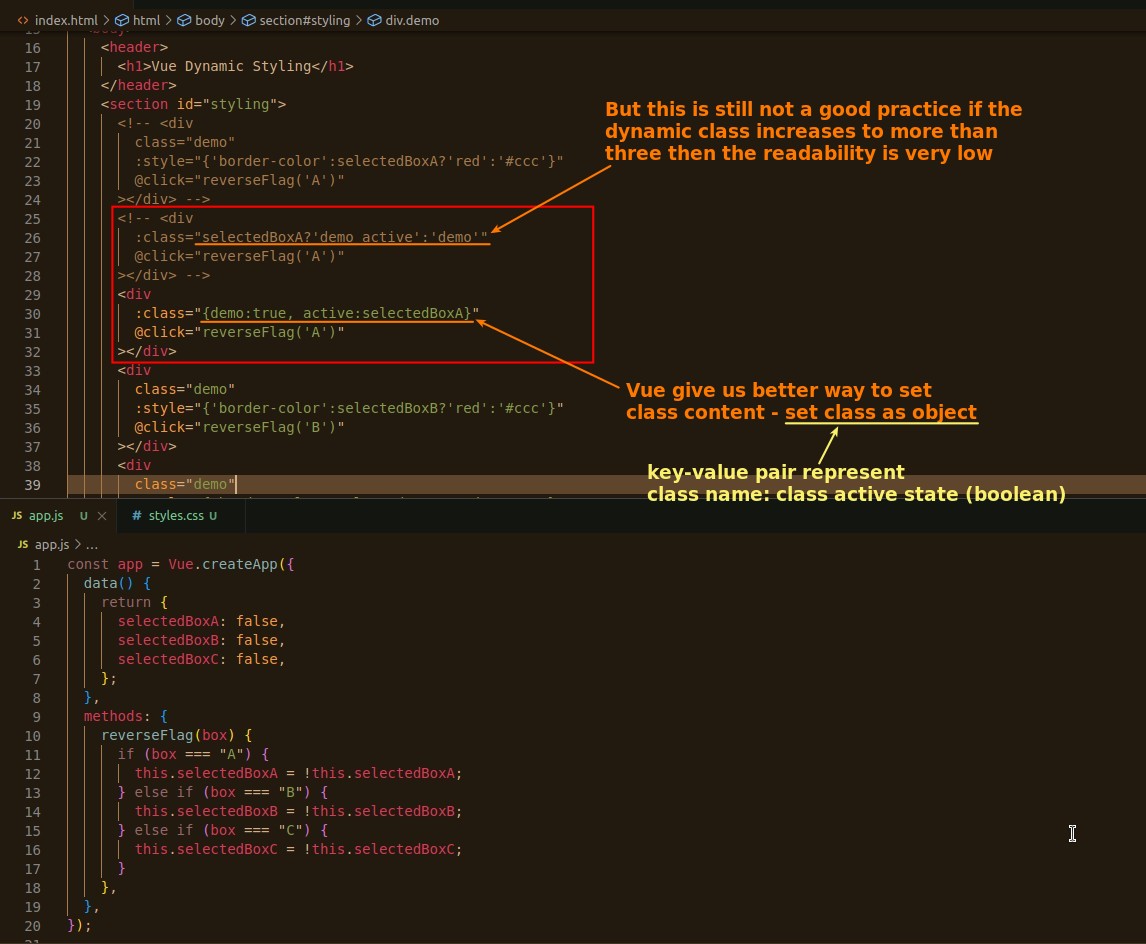 index.html > html > body > section#styling > div.demo
15 <body>
16 <header>
17 <h1>Vue Dynamic Styling</h1>
18 </header>
19 <section id="styling">
20 <!-- <div
21 class="demo"
22 :style="{'border-color':selectedBoxA?'red':'#ccc'}"
23 @click="reverseFlag('A')"
24 ></div> -->
25 <!-- <div
26 :class="selectedBoxA?'demo active':'demo'"
27 @click="reverseFlag('A')"
28 ></div> -->
29 <div
30 :class="{demo:true, active:selectedBoxA}"
31 @click="reverseFlag('A')"
32 ></div>
33 <div
34 class="demo"
35 :style="{'border-color':selectedBoxB?'red':'#ccc'}"
36 @click="reverseFlag('B')"
37 ></div>
38 <div
39 class="demo"
But this is still not a good practice if the
dynamic class increases to more than
three then the readability is very low
Vue give us better way to set
class content - set class as object
key-value pair represent
class name: class active state (boolean)
JS app.js U × # styles.css U
JS app.js > ...
1 const app = Vue.createApp({
2 data() {
3 return {
4 selectedBoxA: false,
5 selectedBoxB: false,
6 selectedBoxC: false,
7 };
8 },
9 methods: {
10 reverseFlag(box) {
11 if (box === "A") {
12 this.selectedBoxA = !this.selectedBoxA;
13 } else if (box === "B") {
14 this.selectedBoxB = !this.selectedBoxB;
15 } else if (box === "C") {
16 this.selectedBoxC = !this.selectedBoxC;
17 }
18 },
19 },
20 });
21